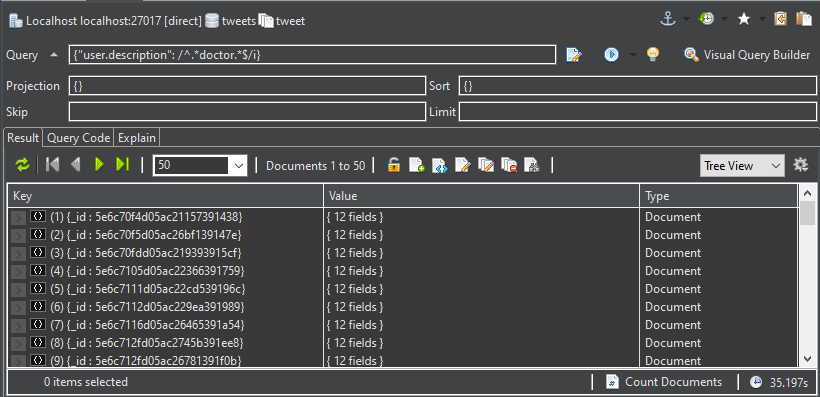 Localhost localhost:27017 [direct] tweets tweet
Query {"user.description": /^.*doctor.*$/i} Visual Query Builder
Projection {} Sort {}
Skip Limit
Result Query Code Explain
50 Documents 1 to 50 Tree View
Key Value Type
(1) {_id : 5e6c70f4d05ac21157391438} { 12 fields } Document
(2) {_id : 5e6c70f5d05ac26bf139147e} { 12 fields } Document
(3) {_id : 5e6c70fdd05ac219393915cf} { 12 fields } Document
(4) {_id : 5e6c7105d05ac22366391759} { 12 fields } Document
(5) {_id : 5e6c7111d05ac22cd539196c} { 12 fields } Document
(6) {_id : 5e6c7112d05ac229ea391989} { 12 fields } Document
(7) {_id : 5e6c7116d05ac26465391a54} { 12 fields } Document
(8) {_id : 5e6c712fd05ac2745b391ee8} { 12 fields } Document
(9) {_id : 5e6c712fd05ac26781391f0b} { 12 fields } Document
0 items selected Count Documents 35.197s